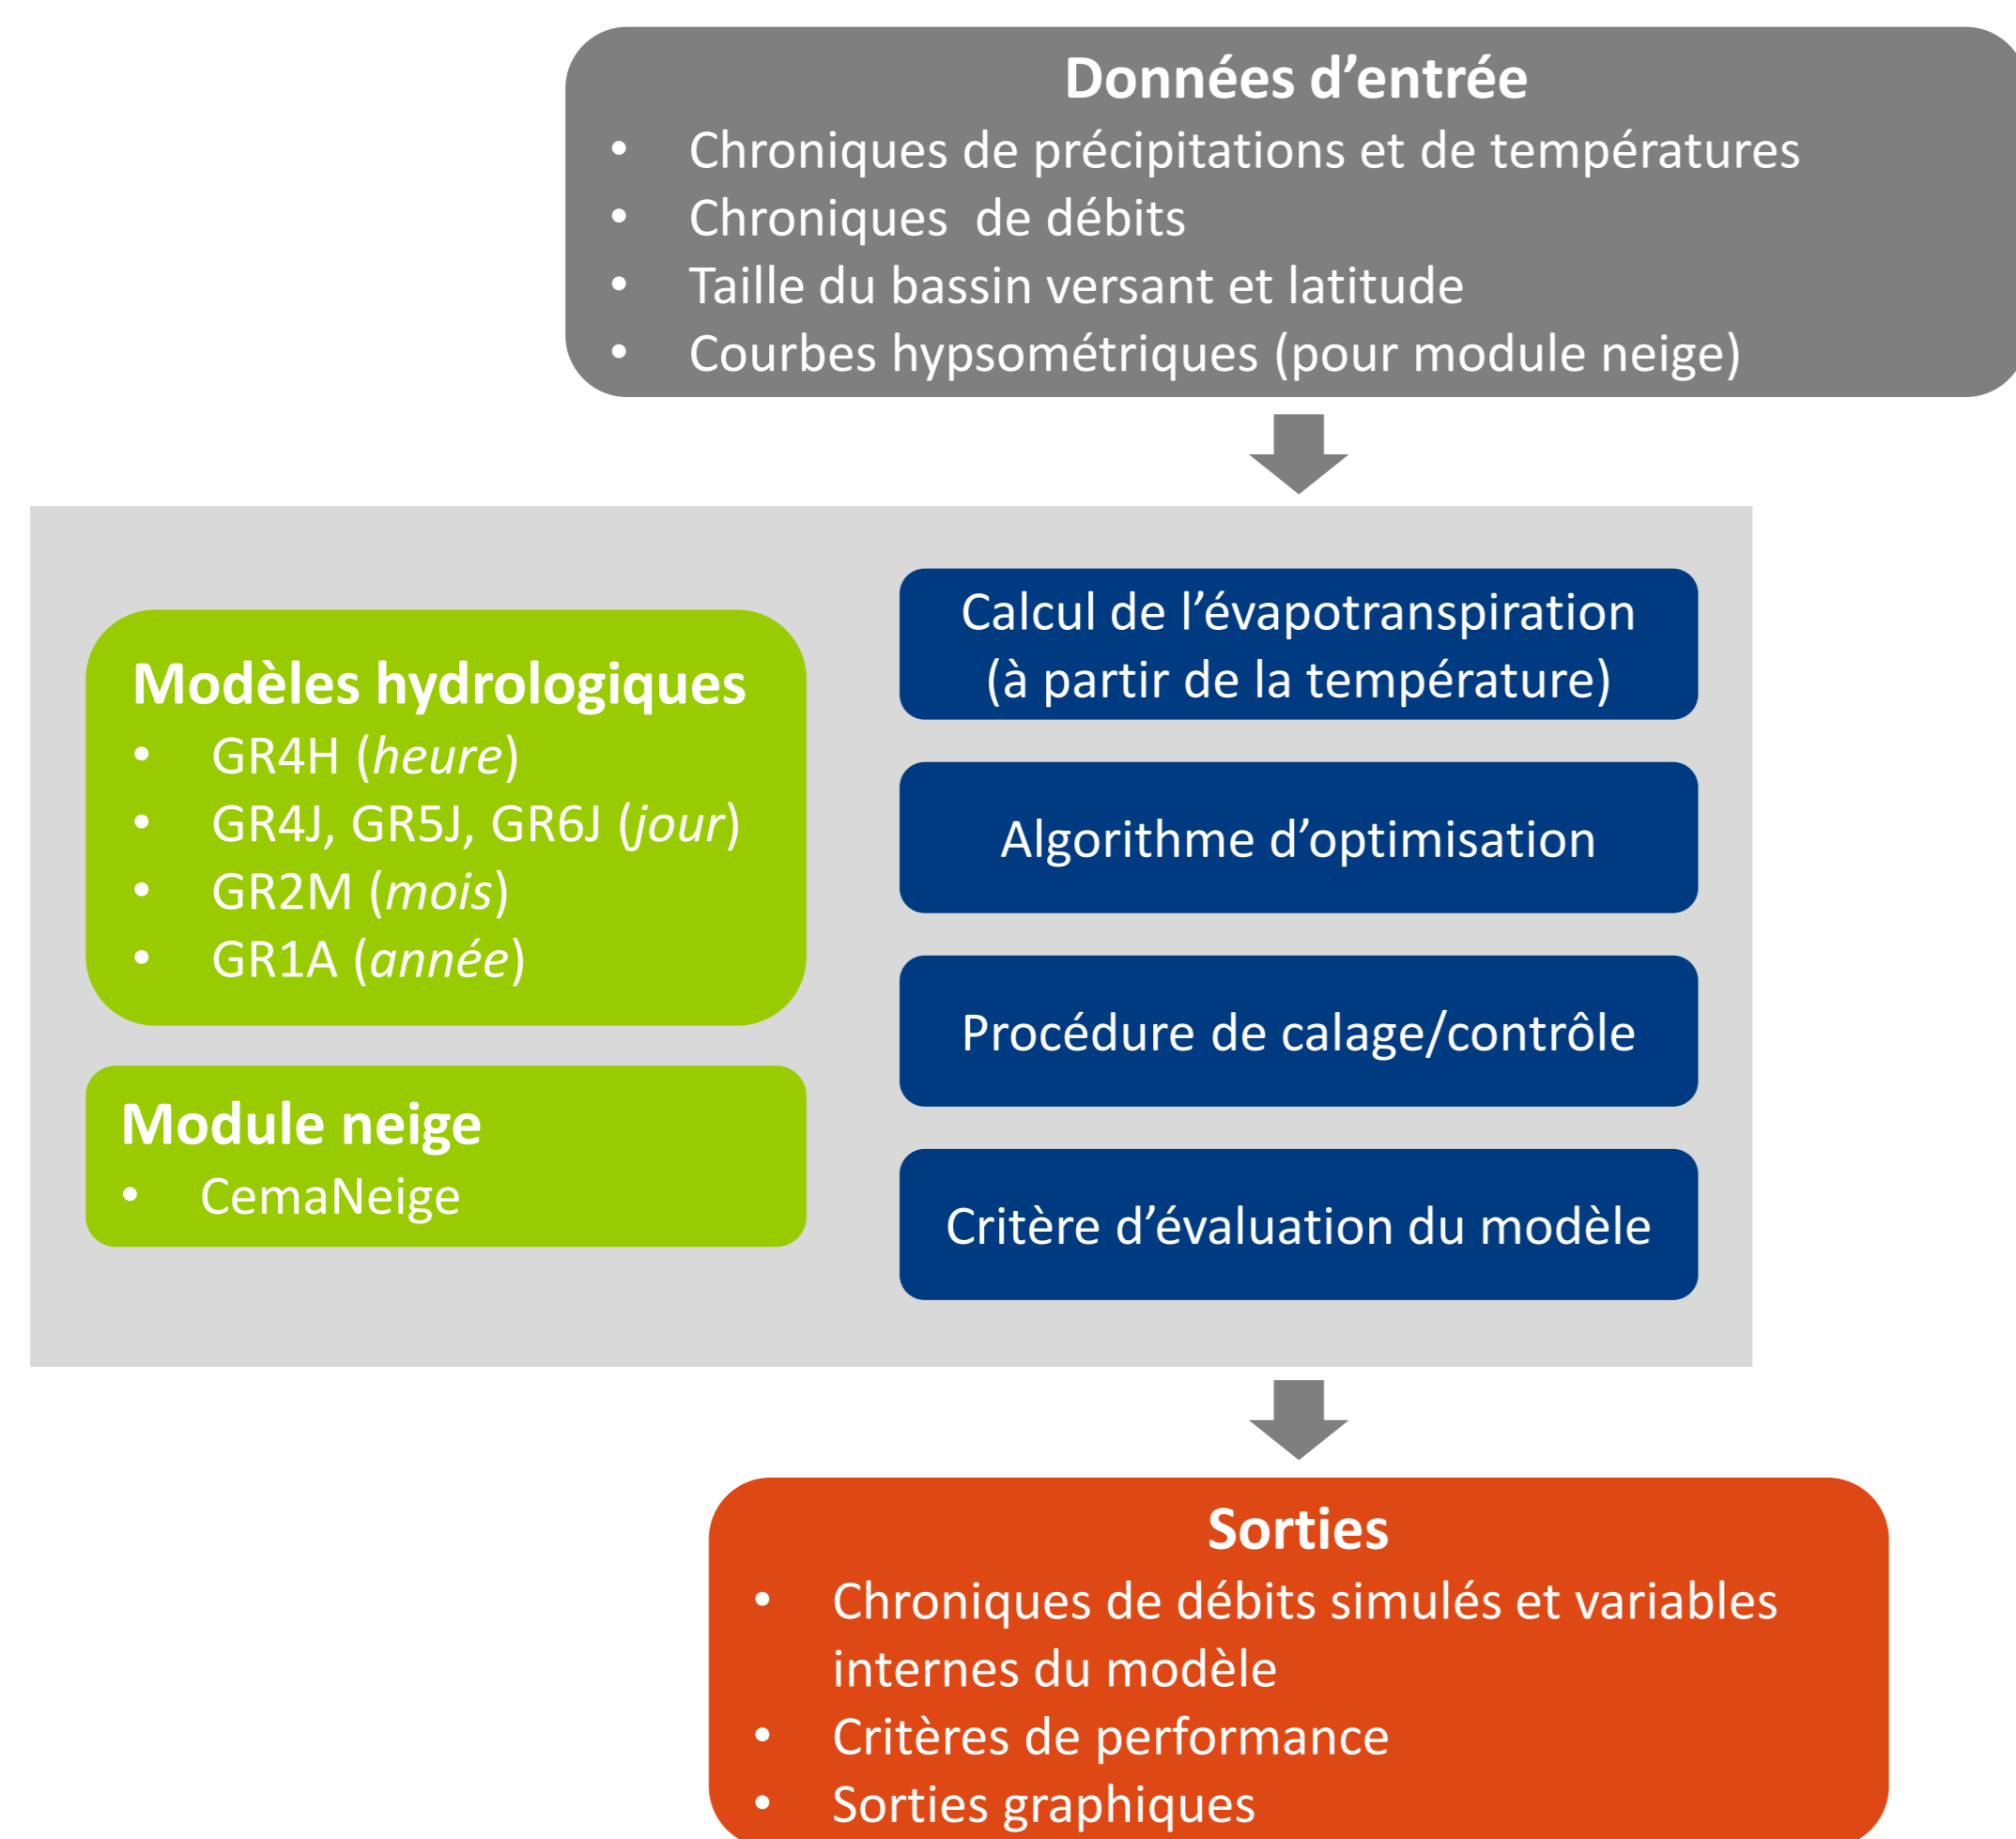 Données d’entrée
• Chroniques de précipitations et de températures
• Chroniques  de débits
• Taille du bassin versant et latitude
• Courbes hypsométriques (pour module neige)
Modèles hydrologiques
• GR4H (heure)
• GR4J, GR5J, GR6J (jour)
• GR2M (mois)
• GR1A (année)
Module neige
• CemaNeige
Calcul de l’évapotranspiration
(à partir de la température)
Algorithme d’optimisation
Procédure de calage/contrôle
Critère d’évaluation du modèle
Sorties
• Chroniques de débits simulés et variables
internes du modèle
• Critères de performance
• Sorties graphiques